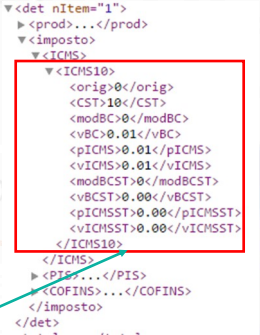 ▼<det nItem="1">
▶<prod>...</prod>
▼<imposto>
▼<ICMS>
▼<ICMS10>
<orig>0</orig>
<CST>10</CST>
<modBC>0</modBC>
<vBC>0.01</vBC>
<pICMS>0.01</pICMS>
<vICMS>0.01</vICMS>
<modBCST>0</modBCST>
<vBCST>0.00</vBCST>
<pICMSST>0.00</pICMSST>
<vICMSST>0.00</vICMSST>
</ICMS10>
</ICMS>
▶<PIS>...</PIS>
▶<COFINS>...</COFINS>
</imposto>
</det>